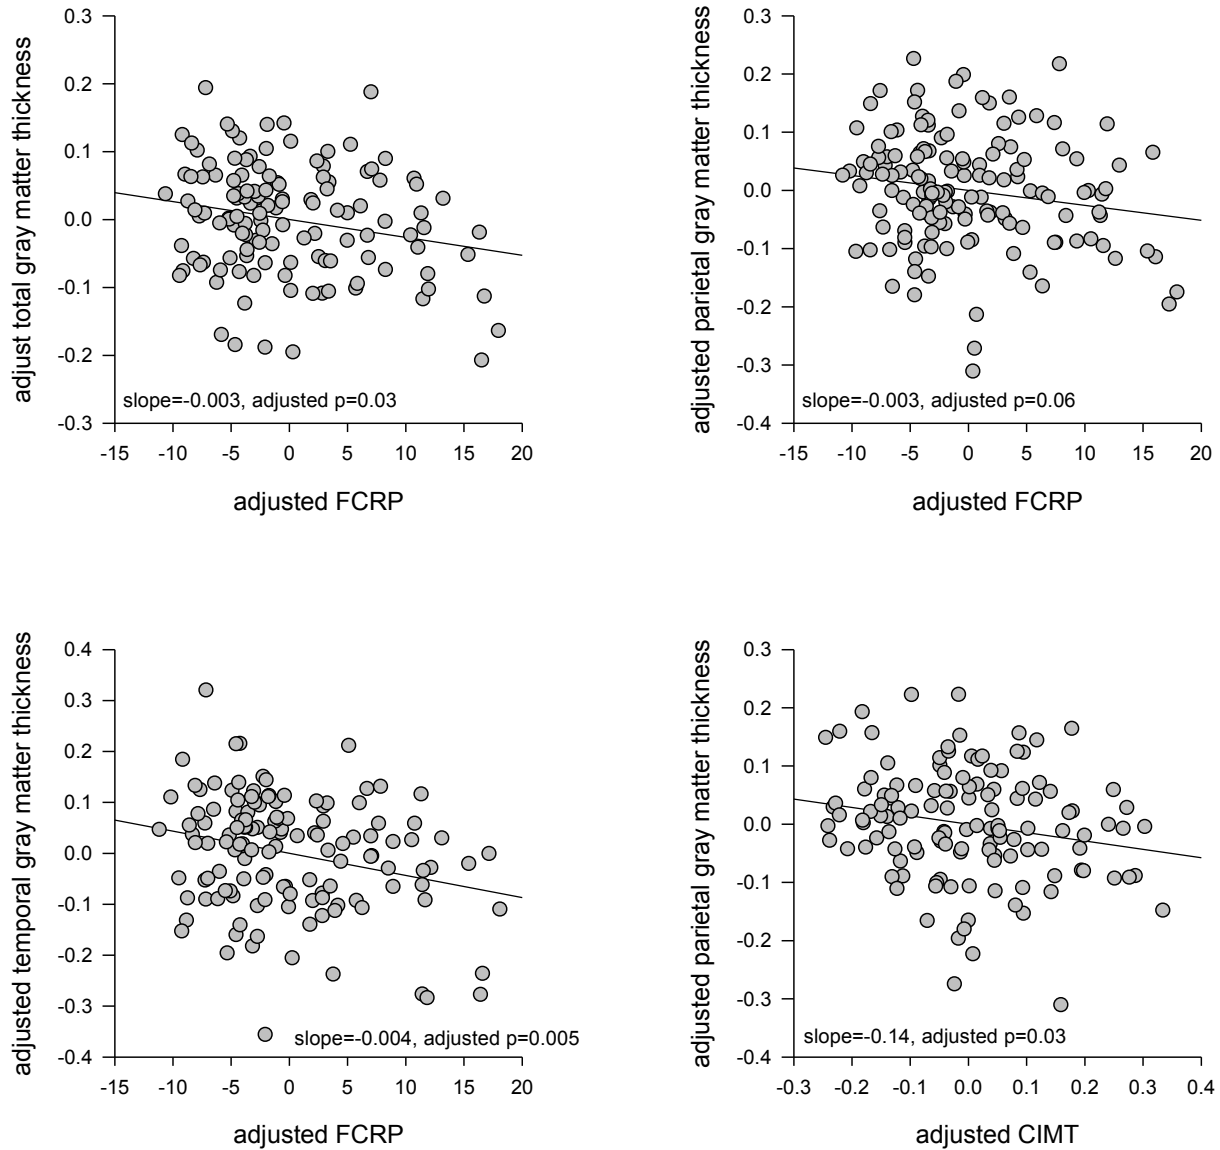 adjust total gray matter thickness
0.3
0.2
0.1
0.0
-0.1
-0.2
-0.3
slope=-0.003, adjusted p=0.03
-15 -10 -5 0 5 10 15 20
adjusted FCRP
adjusted parietal gray matter thickness
0.3
0.2
0.1
0.0
-0.1
-0.2
-0.3
-0.4
slope=-0.003, adjusted p=0.06
-15 -10 -5 0 5 10 15 20
adjusted FCRP
adjusted temporal gray matter thickness
0.4
0.3
0.2
0.1
0.0
-0.1
-0.2
-0.3
-0.4
slope=-0.004, adjusted p=0.005
-15 -10 -5 0 5 10 15 20
adjusted FCRP
adjusted parietal gray matter thickness
0.3
0.2
0.1
0.0
-0.1
-0.2
-0.3
-0.4
slope=-0.14, adjusted p=0.03
-0.3 -0.2 -0.1 0.0 0.1 0.2 0.3 0.4
adjusted CIMT